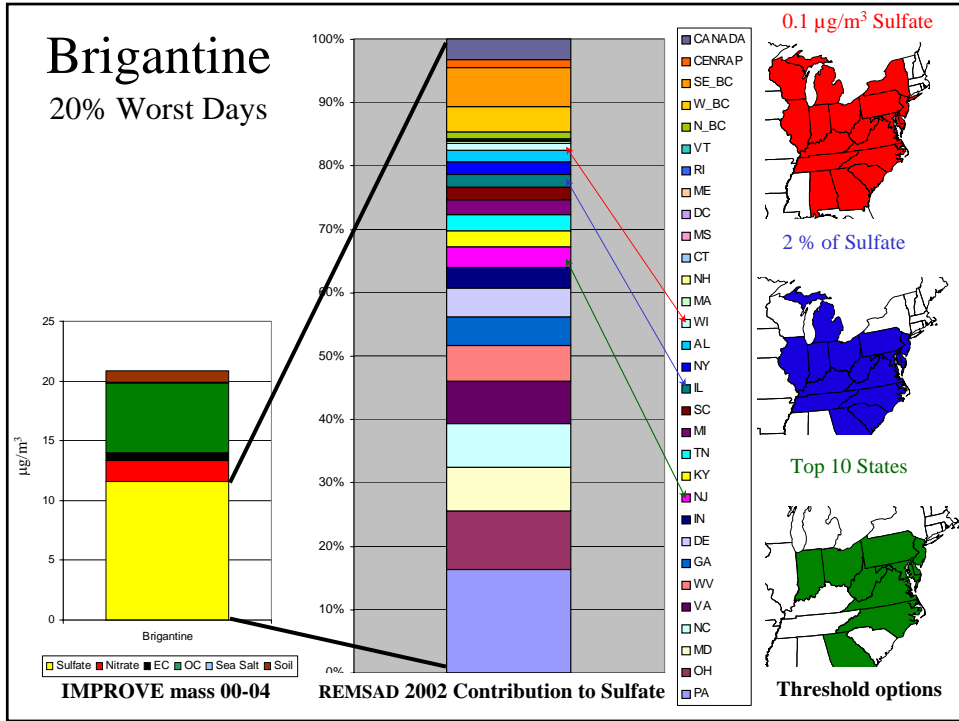 Brigantine
20% Worst Days
25
20
15
10
5
0
µg/m³
Brigantine
Sulfate Nitrate EC OC Sea Salt Soil
IMPROVE mass 00-04
100%
90%
80%
70%
60%
50%
40%
30%
20%
10%
0%
REMSAD 2002 Contribution to Sulfate
CANADA
CENRAP
SE_BC
W_BC
N_BC
VT
RI
ME
DC
MS
CT
NH
MA
WI
AL
NY
IL
SC
MI
TN
KY
NJ
IN
DE
GA
WV
VA
NC
MD
OH
PA
0.1 µg/m³ Sulfate
2 % of Sulfate
Top 10 States
Threshold options